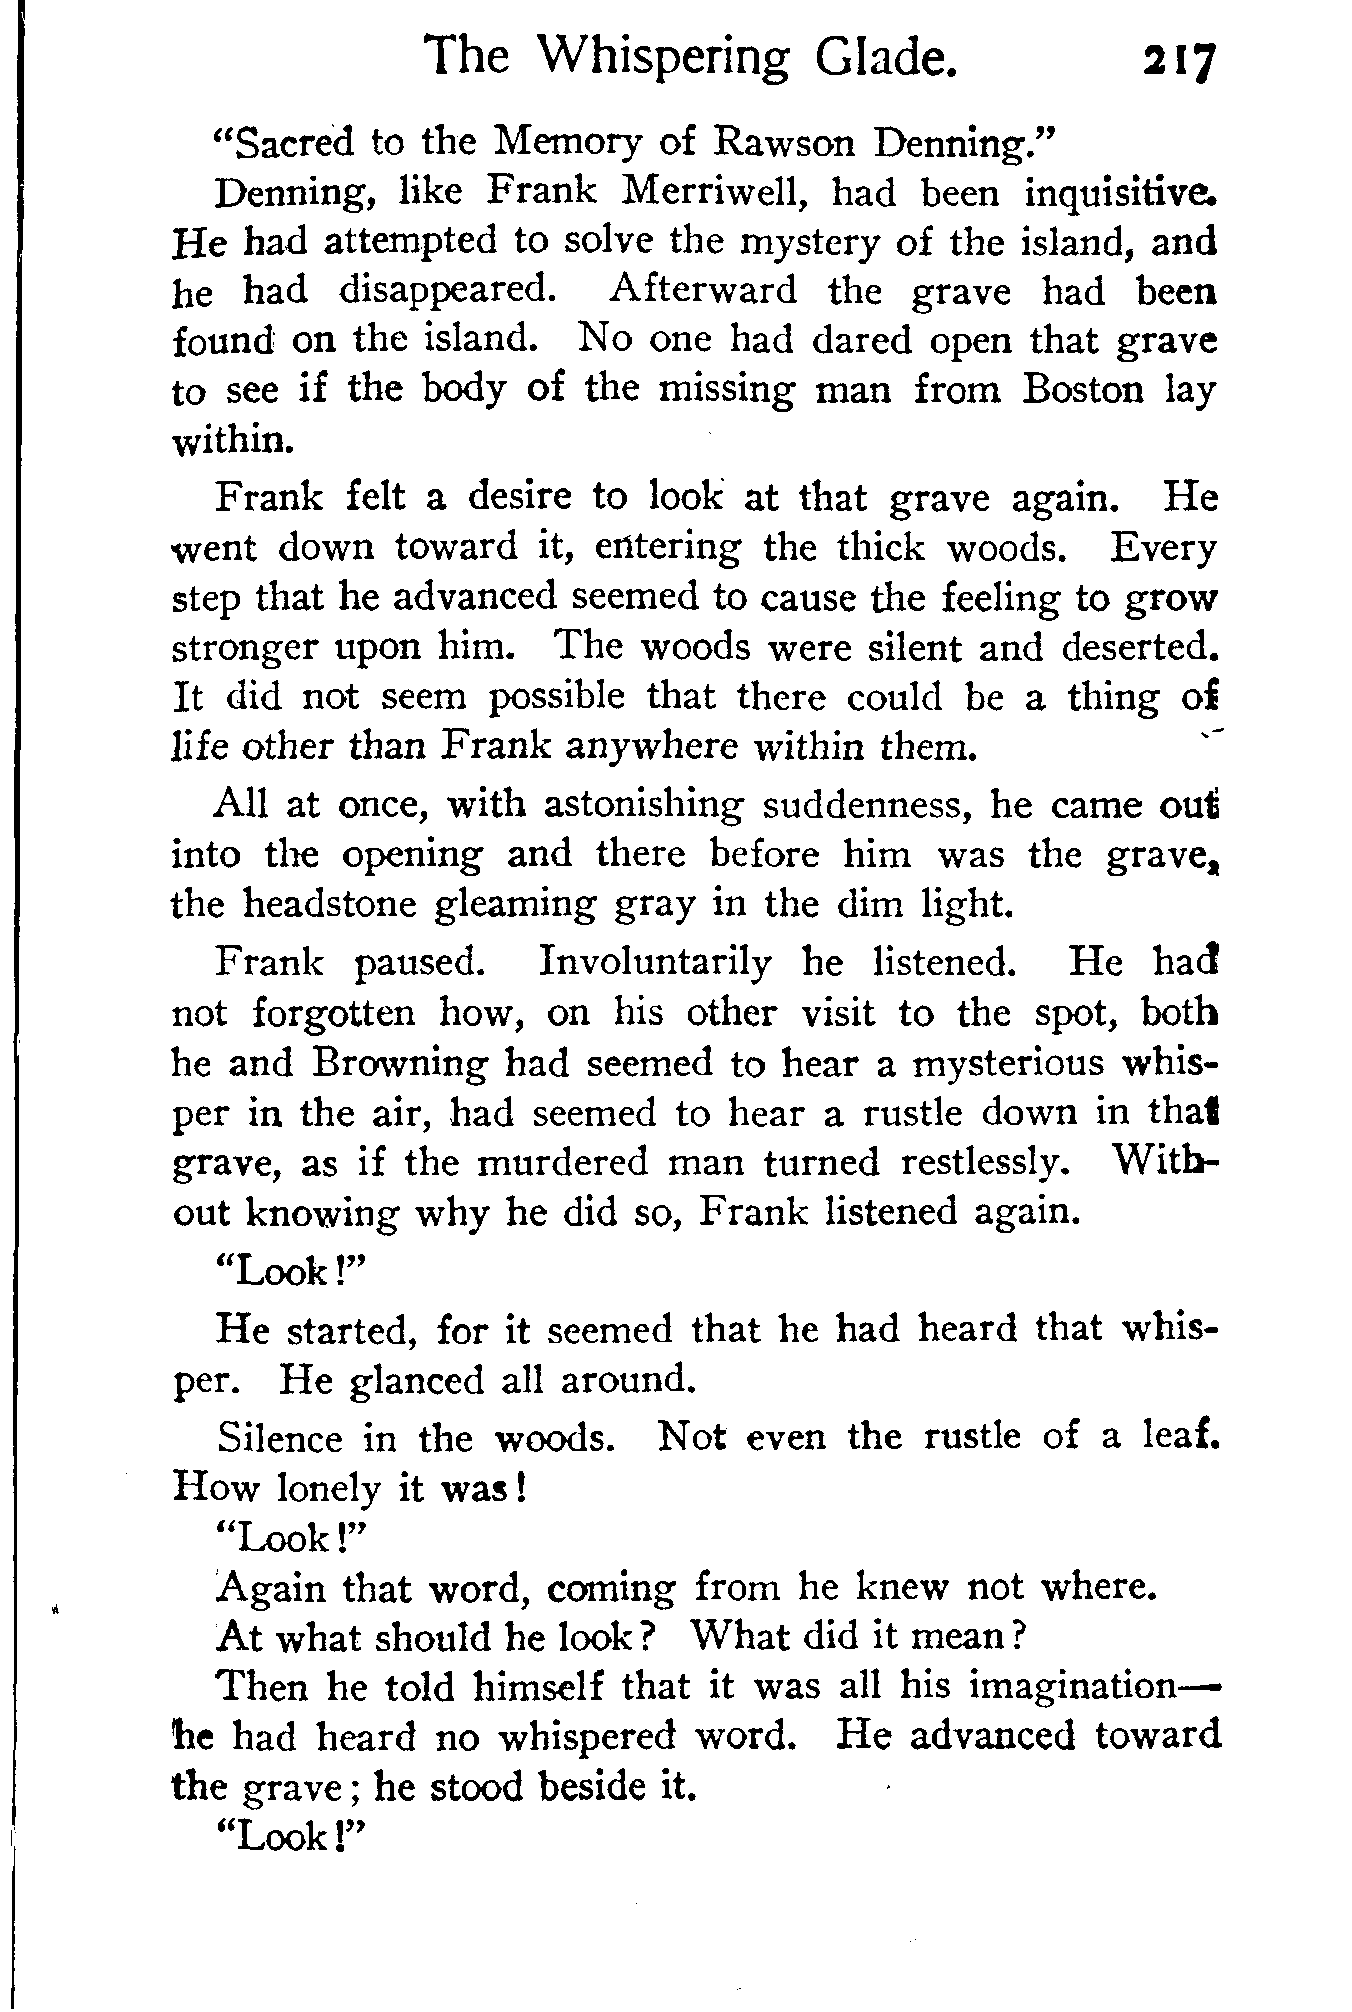 The Whispering Glade. 217
“Sacred to the Memory of Rawson Denning.”
Denning, like Frank Merriwell, had been inquisitive.
He had attempted to solve the mystery of the island, and
he had disappeared. Afterward the grave had been
found on the island. No one had dared open that grave
to see if the body of the missing man from Boston lay
within.
Frank felt a desire to look at that grave again. He
went down toward it, entering the thick woods. Every
step that he advanced seemed to cause the feeling to grow
stronger upon him. The woods were silent and deserted.
It did not seem possible that there could be a thing of
life other than Frank anywhere within them.
All at once, with astonishing suddenness, he came out
into the opening and there before him was the grave,
the headstone gleaming gray in the dim light.
Frank paused. Involuntarily he listened. He had
not forgotten how, on his other visit to the spot, both
he and Browning had seemed to hear a mysterious whis-
per in the air, had seemed to hear a rustle down in that
grave, as if the murdered man turned restlessly. With-
out knowing why he did so, Frank listened again.
“Look!”
He started, for it seemed that he had heard that whis-
per. He glanced all around.
Silence in the woods. Not even the rustle of a leaf.
How lonely it was!
“Look!”
Again that word, coming from he knew not where.
At what should he look? What did it mean?
Then he told himself that it was all his imagination—
he had heard no whispered word. He advanced toward
the grave; he stood beside it.
“Look!”